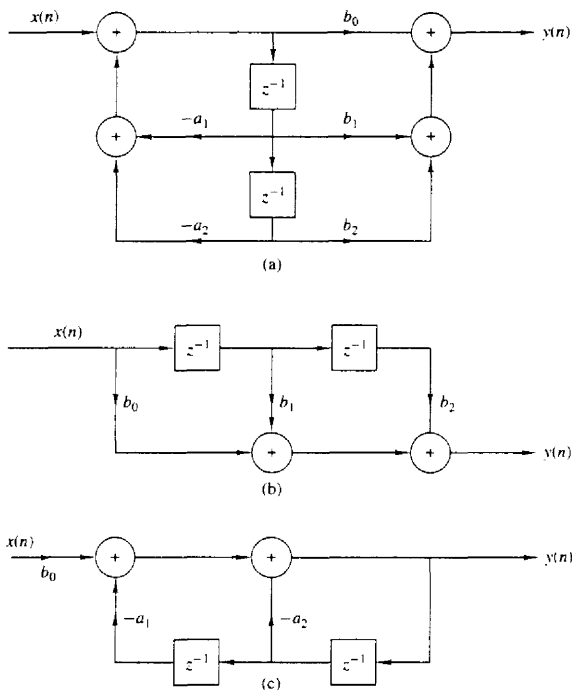 x(n) + b₀ + y(n)
z⁻¹
+ −a₁ b₁ +
z⁻¹
−a₂ b₂
(a)
x(n) z⁻¹ z⁻¹
b₀ b₁ b₂
+ + y(n)
(b)
x(n) + + y(n)
b₀
−a₁ −a₂
z⁻¹ z⁻¹
(c)